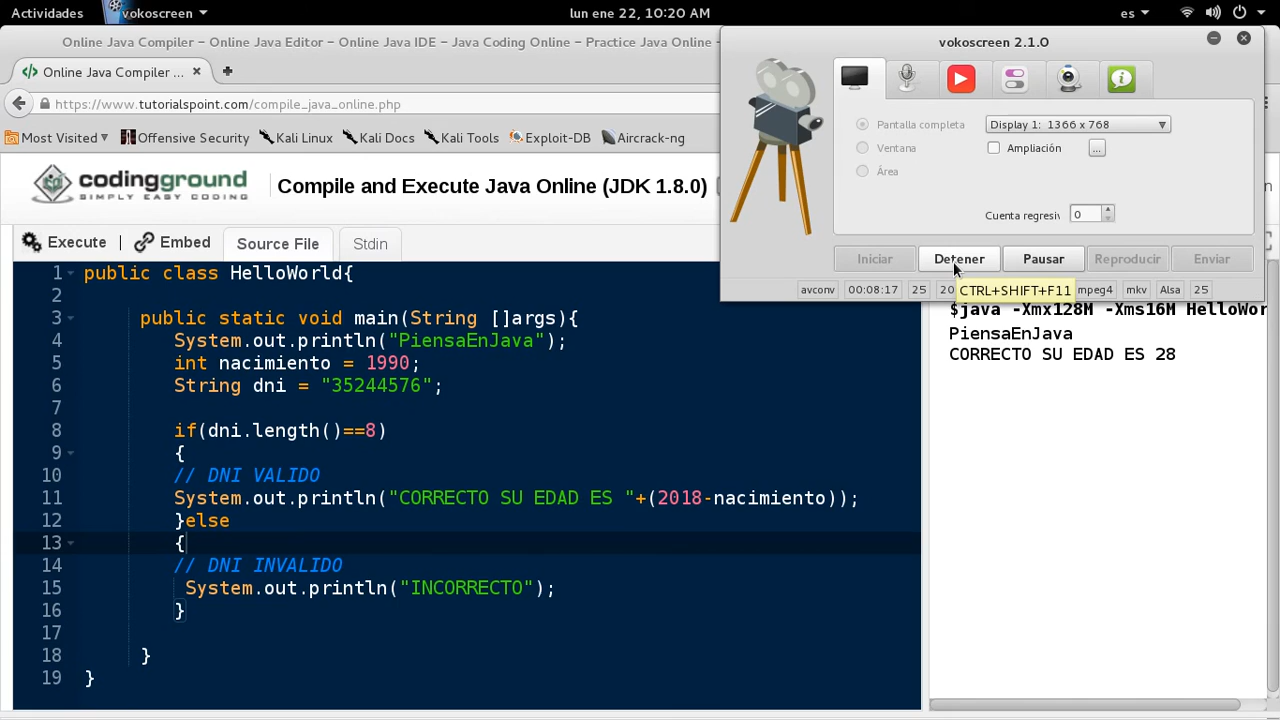 Actividades
vokoscreen
lun ene 22, 10:20 AM
es
Online Java Compiler – Online Java Editor – Online Java IDE – Java Coding Online – Practice Java Online –
Online Java Compiler ...
https://www.tutorialspoint.com/compile_java_online.php
Most Visited
Offensive Security
Kali Linux
Kali Docs
Kali Tools
Exploit-DB
Aircrack-ng
codingground
SIMPLY EASY CODING
Compile and Execute Java Online (JDK 1.8.0)
Execute | Embed
Source File
Stdin
1 public class HelloWorld{
2
3 public static void main(String []args){
4 System.out.println("PiensaEnJava");
5 int nacimiento = 1990;
6 String dni = "35244576";
7
8 if(dni.length()==8)
9 {
10 // DNI VALIDO
11 System.out.println("CORRECTO SU EDAD ES "+(2018-nacimiento));
12 }else
13 {
14 // DNI INVALIDO
15 System.out.println("INCORRECTO");
16 }
17
18 }
19 }
vokoscreen 2.1.0
Pantalla completa
Display 1: 1366 x 768
Ventana
Ampliación
...
Área
Cuenta regresiv
0
Iniciar
Detener
Pausar
Reproducir
Enviar
avconv
00:08:17
25
20
CTRL+SHIFT+F11
mpeg4
mkv
Alsa
25
$java -Xmx128M -Xms16M HelloWor
PiensaEnJava
CORRECTO SU EDAD ES 28